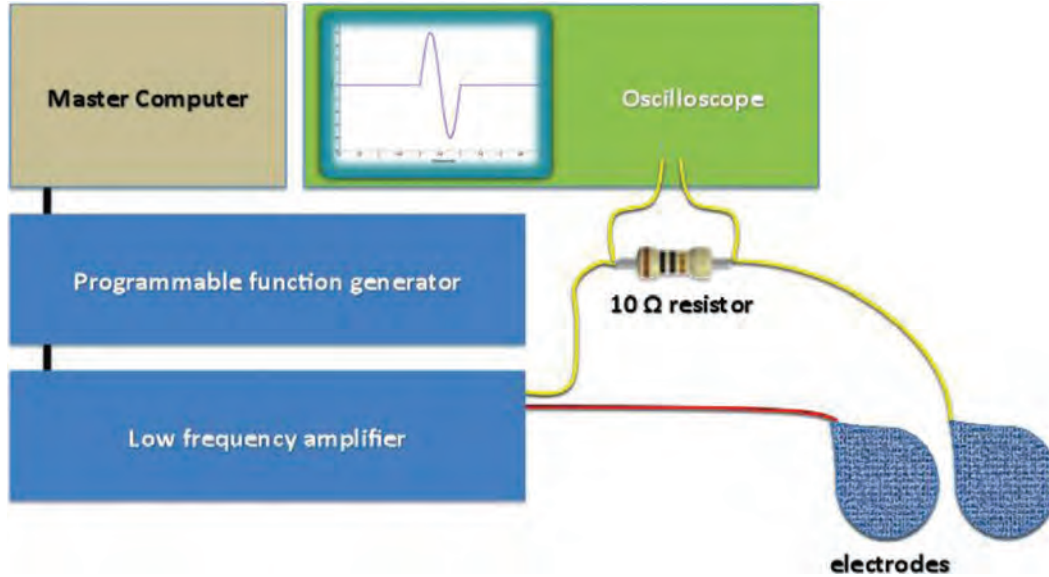 Master Computer
Oscilloscope
Programmable function generator
10 Ω resistor
Low frequency amplifier
electrodes